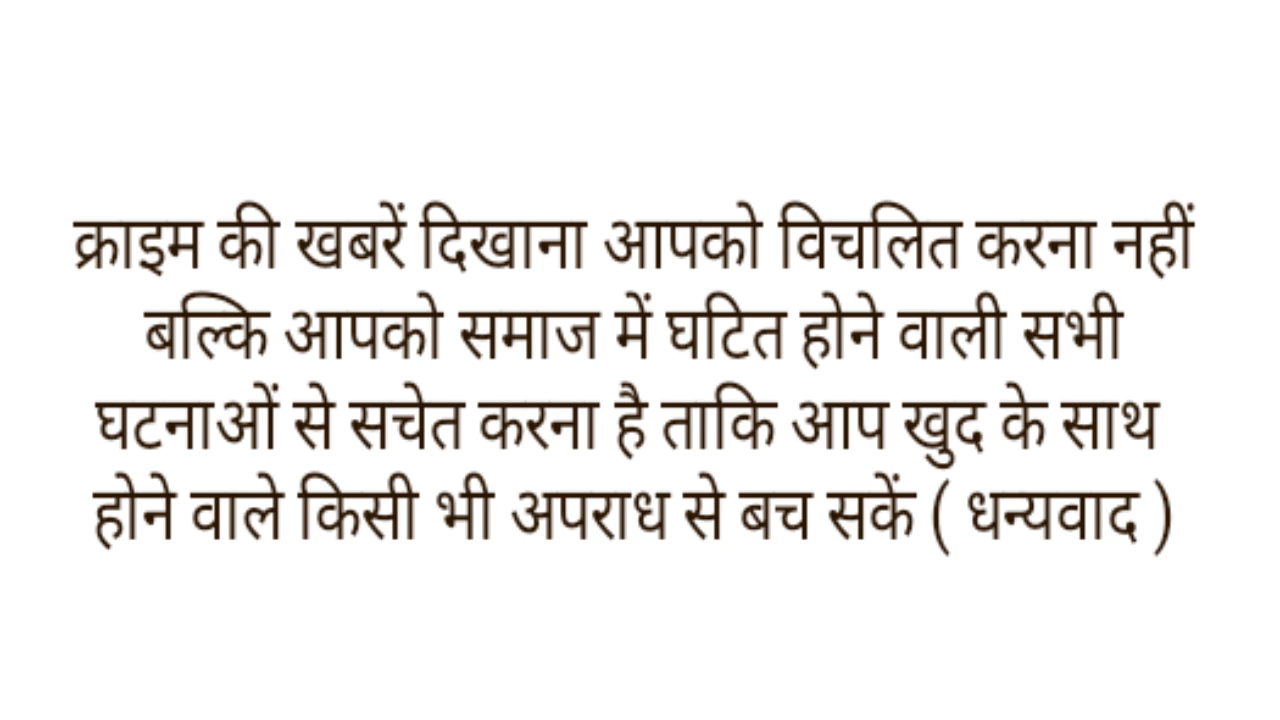 क्राइम की खबरें दिखाना आपको विचलित करना नहीं
बल्कि आपको समाज में घटित होने वाली सभी
घटनाओं से सचेत करना है ताकि आप खुद के साथ
होने वाले किसी भी अपराध से बच सकें ( धन्यवाद )